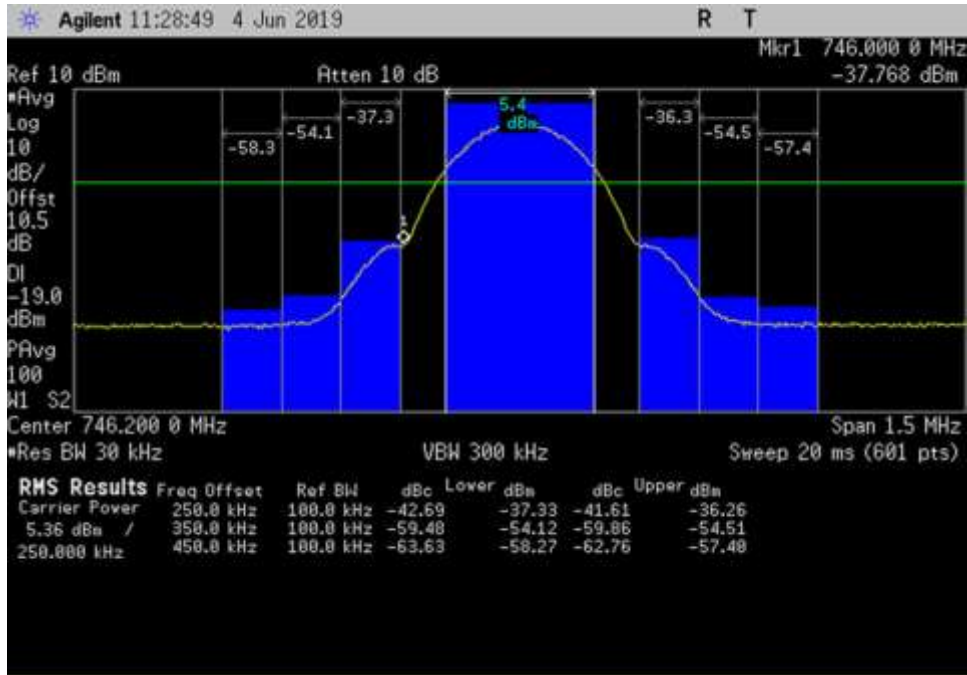 Agilent 11:28:49 4 Jun 2019 R T
Mkr1 746.000 0 MHz
Ref 10 dBm Atten 10 dB -37.768 dBm
#Avg
Log
10
dB/
Offst
10.5
dB
DI
-19.0
dBm
PAvg
100
W1 S2
5.4
dBm
-58.3 -54.1 -37.3 -36.3 -54.5 -57.4
1
Center 746.200 0 MHz Span 1.5 MHz
#Res BW 30 kHz VBW 300 kHz Sweep 20 ms (601 pts)
RMS Results Freq Offset Ref BW dBc Lower dBm dBc Upper dBm
Carrier Power 250.0 kHz 100.0 kHz -42.69 -37.33 -41.61 -36.26
5.36 dBm / 350.0 kHz 100.0 kHz -59.48 -54.12 -59.86 -54.51
250.000 kHz 450.0 kHz 100.0 kHz -63.63 -58.27 -62.76 -57.40